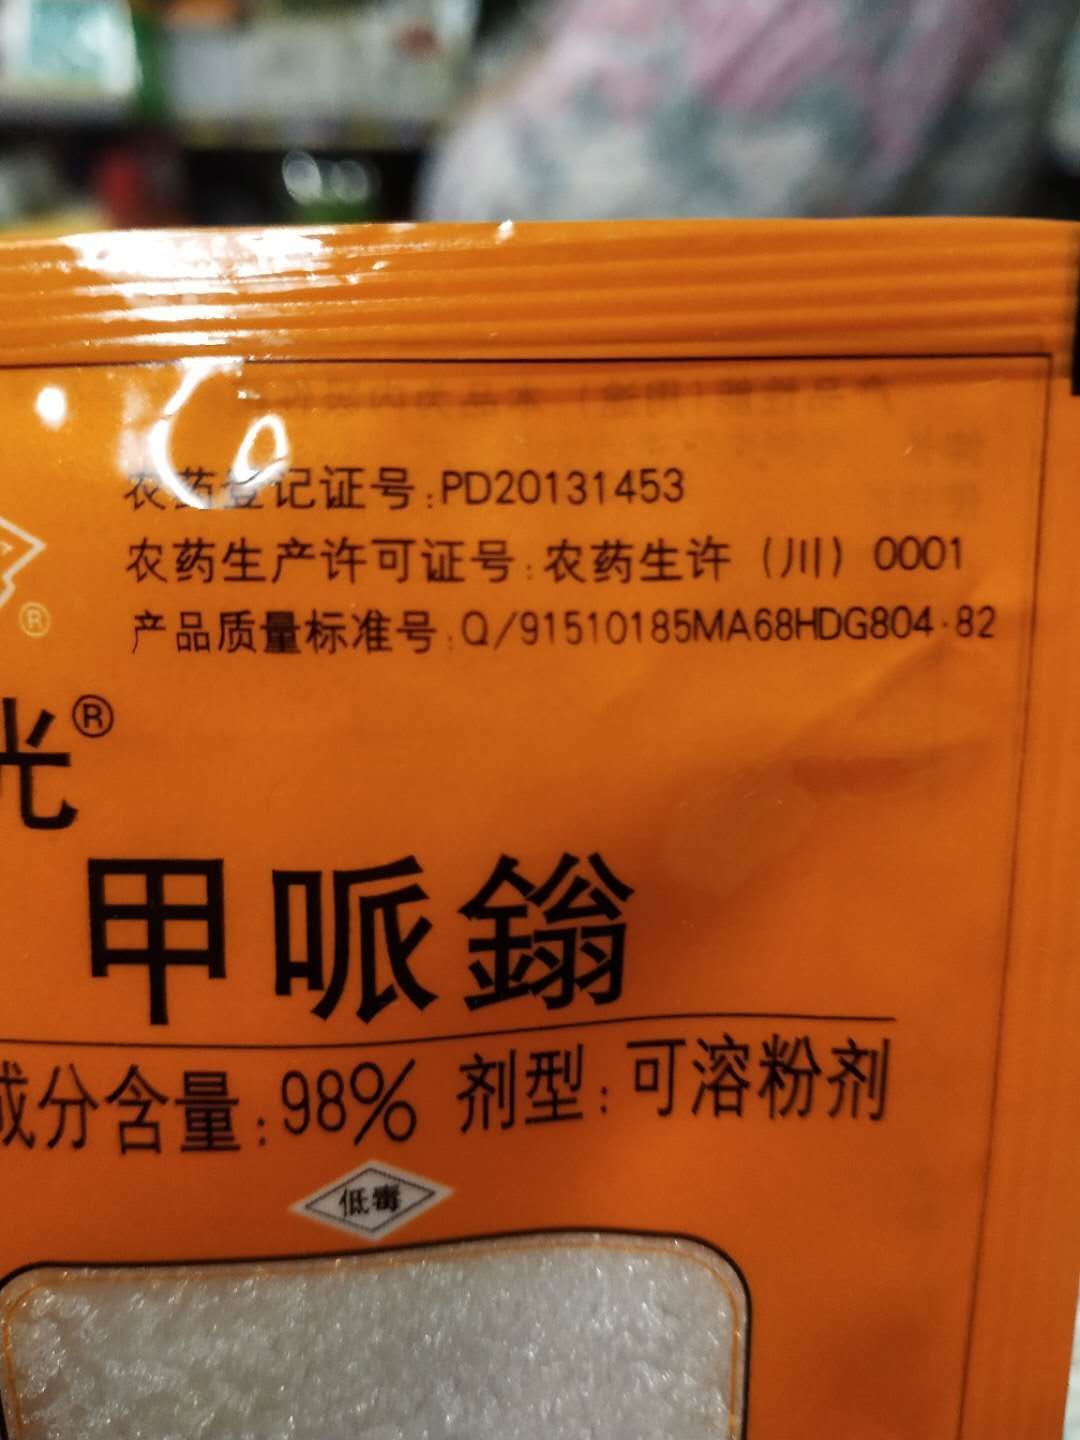 农药登记证号:PD20131453
农药生产许可证号:农药生许（川）0001
产品质量标准号:Q/91510185MA68HDG804·82
®
光®
甲哌鎓
成分含量:98% 剂型:可溶粉剂
低毒